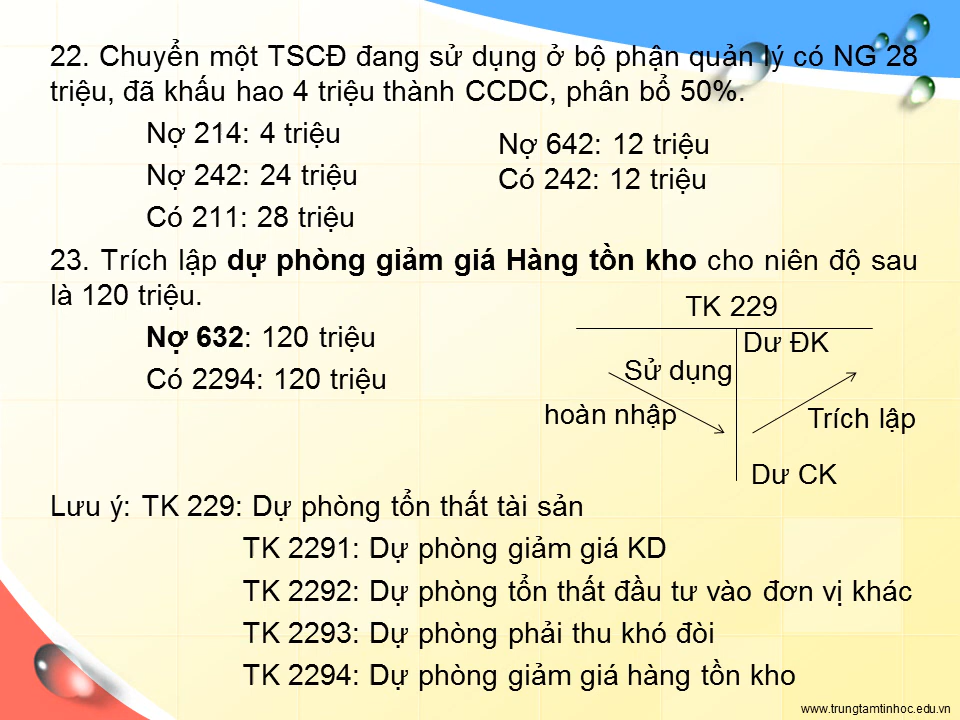 22. Chuyển một TSCĐ đang sử dụng ở bộ phận quản lý có NG 28
triệu, đã khấu hao 4 triệu thành CCDC, phân bổ 50%.
Nợ 214: 4 triệu
Nợ 242: 24 triệu
Có 211: 28 triệu
Nợ 642: 12 triệu
Có 242: 12 triệu
23. Trích lập dự phòng giảm giá Hàng tồn kho cho niên độ sau
là 120 triệu.
Nợ 632: 120 triệu
Có 2294: 120 triệu
TK 229
Dư ĐK
Sử dụng
hoàn nhập
Trích lập
Dư CK
Lưu ý: TK 229: Dự phòng tổn thất tài sản
TK 2291: Dự phòng giảm giá KD
TK 2292: Dự phòng tổn thất đầu tư vào đơn vị khác
TK 2293: Dự phòng phải thu khó đòi
TK 2294: Dự phòng giảm giá hàng tồn kho
www.trungtamtinhoc.edu.vn